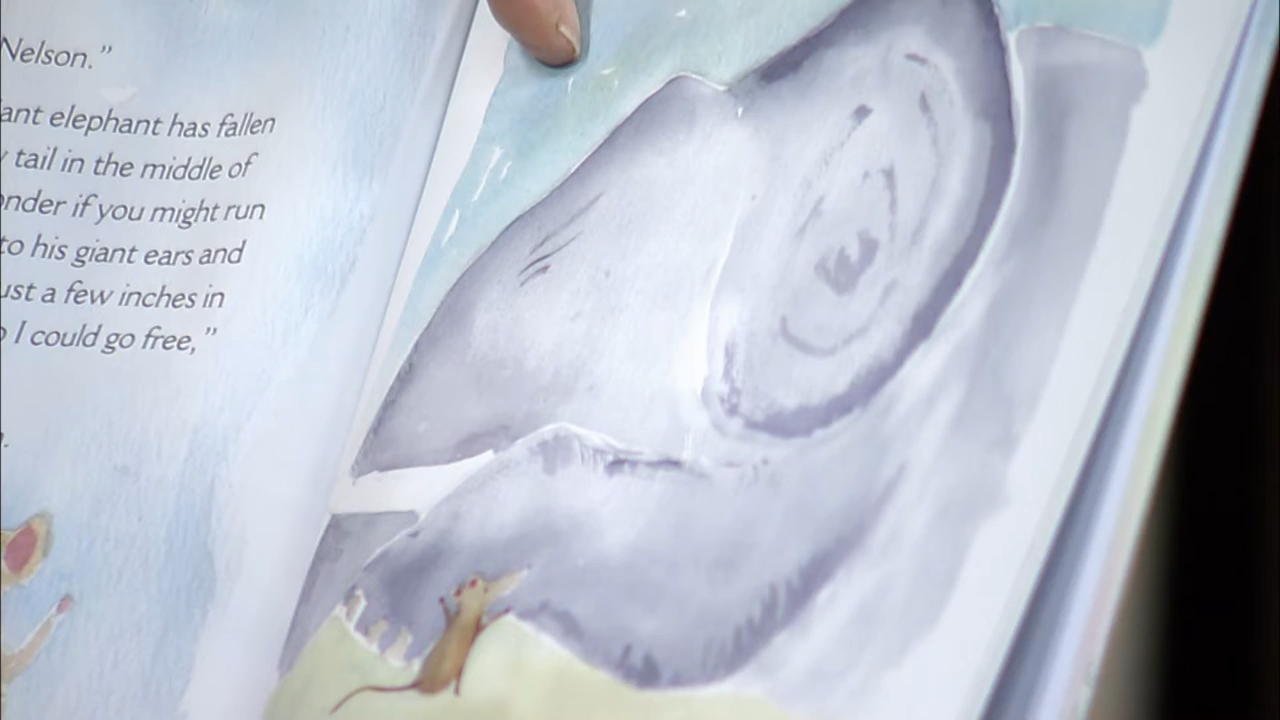 Nelson.”
ant elephant has fallen
tail in the middle of
nder if you might run
to his giant ears and
ust a few inches in
I could go free,”